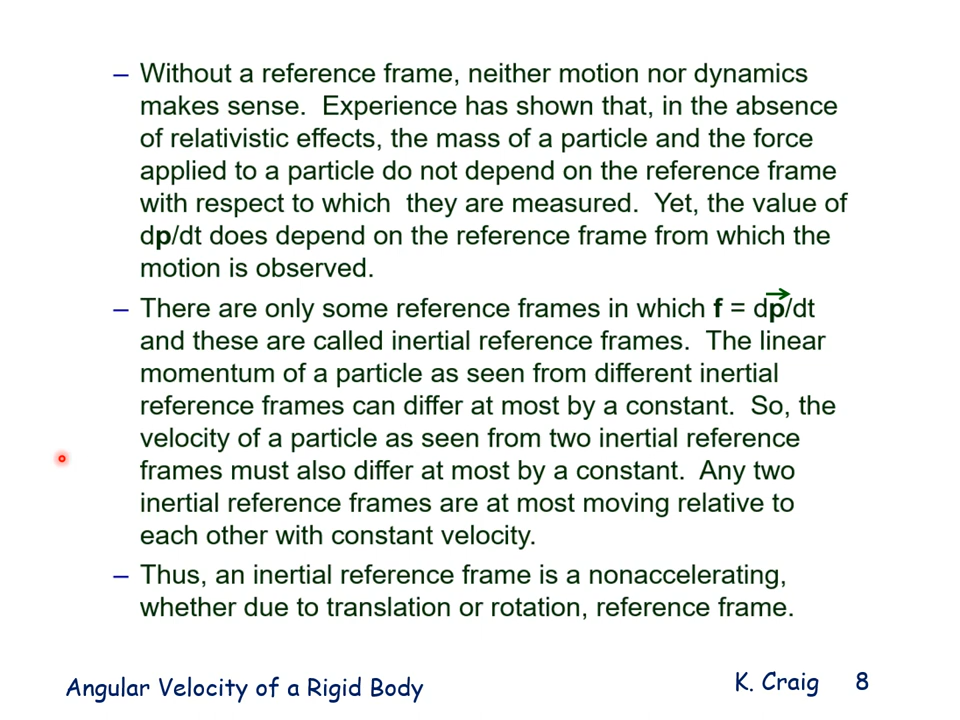 – Without a reference frame, neither motion nor dynamics
makes sense. Experience has shown that, in the absence
of relativistic effects, the mass of a particle and the force
applied to a particle do not depend on the reference frame
with respect to which they are measured. Yet, the value of
dp/dt does depend on the reference frame from which the
motion is observed.
– There are only some reference frames in which f = dp/dt
and these are called inertial reference frames. The linear
momentum of a particle as seen from different inertial
reference frames can differ at most by a constant. So, the
velocity of a particle as seen from two inertial reference
frames must also differ at most by a constant. Any two
inertial reference frames are at most moving relative to
each other with constant velocity.
– Thus, an inertial reference frame is a nonaccelerating,
whether due to translation or rotation, reference frame.
Angular Velocity of a Rigid Body
K. Craig 8